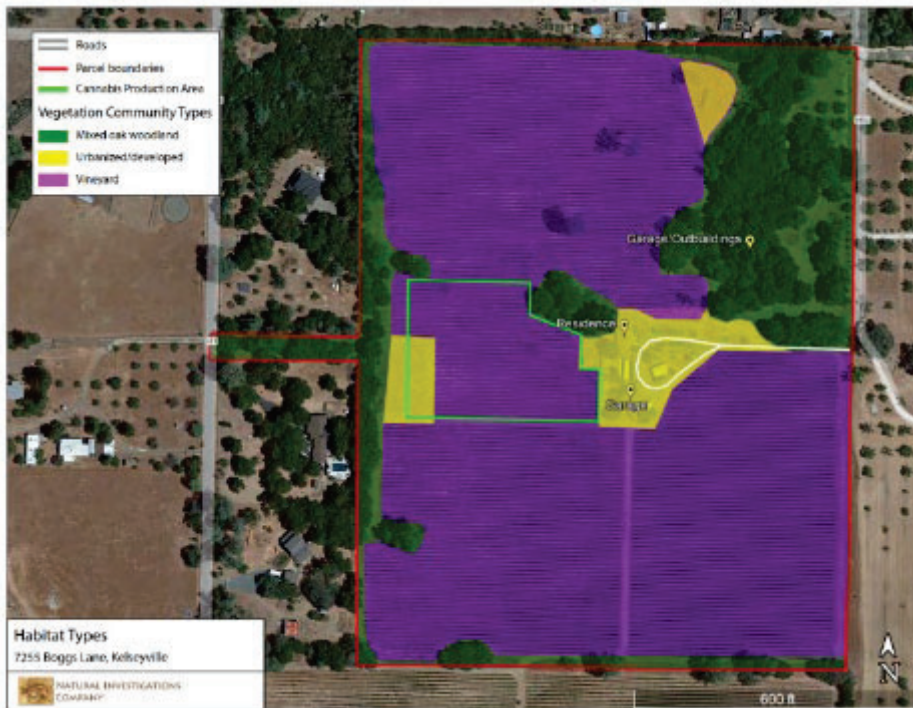 Roads
Parcel boundaries
Cannabis Production Area
Vegetation Community Types
Mixed oak woodland
Urbanized/developed
Vineyard
Garage/Outbuildings
Residence
Garage
Habitat Types
7255 Boggs Lane, Kelseyville
NATURAL INVESTIGATIONS
COMPANY
N
600 ft